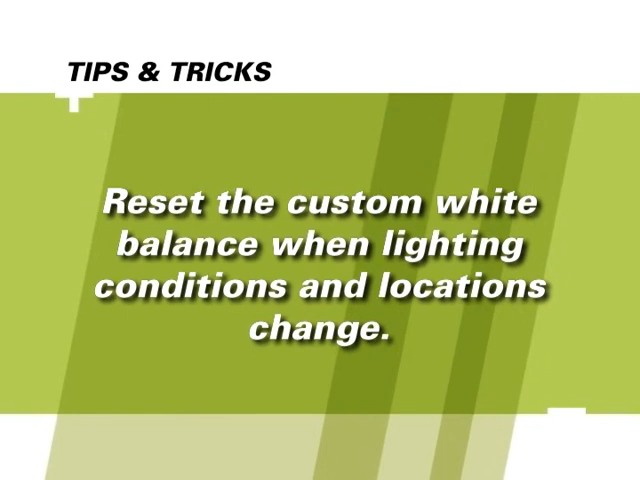 TIPS & TRICKS
Reset the custom white
balance when lighting
conditions and locations
change.